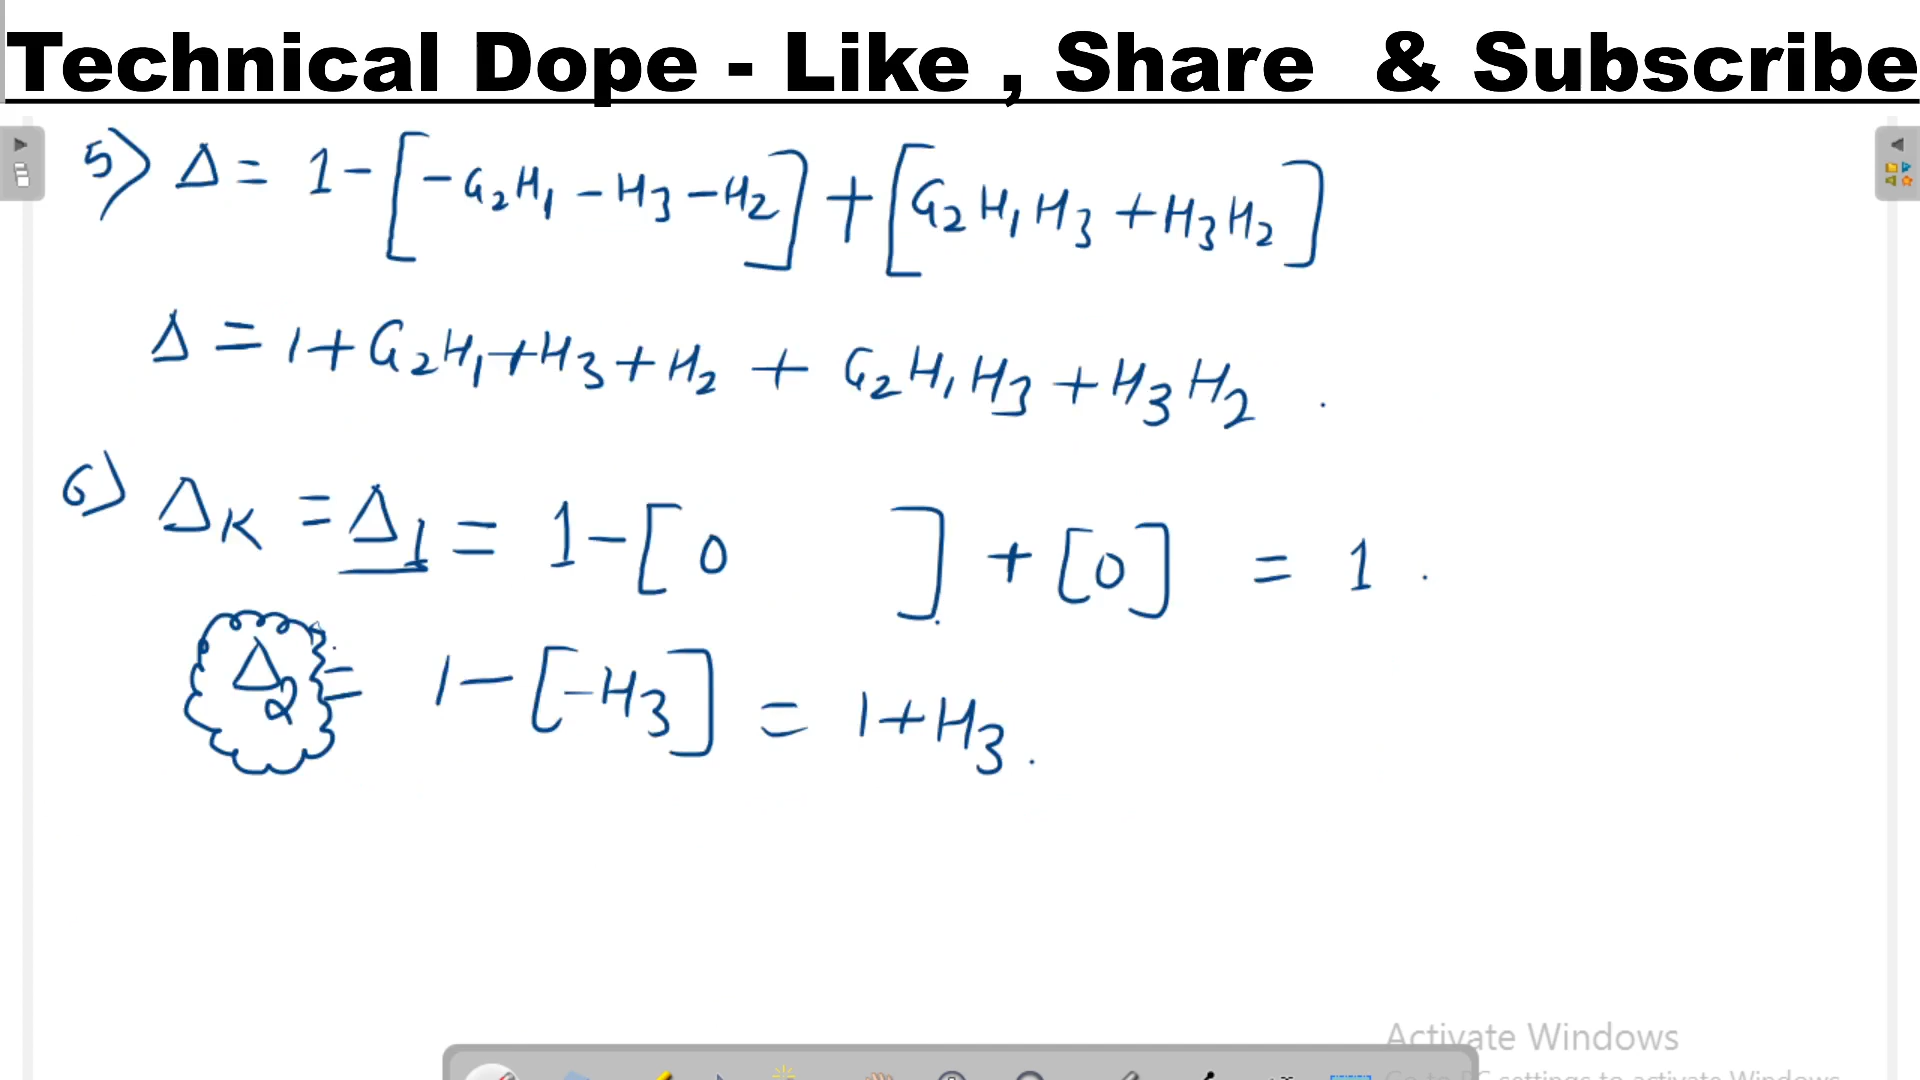 Technical Dope - Like , Share & Subscribe
5) Δ = 1 - [ - G₂H₁ - H₃ - H₂ ] + [ G₂H₁H₃ + H₃H₂ ]
Δ = 1 + G₂H₁ + H₃ + H₂ + G₂H₁H₃ + H₃H₂ .
6) Δ_K = Δ₁ = 1 - [ 0 ] + [0] = 1 .
Δ₂ = 1 - [-H₃] = 1 + H₃ .
Activate Windows